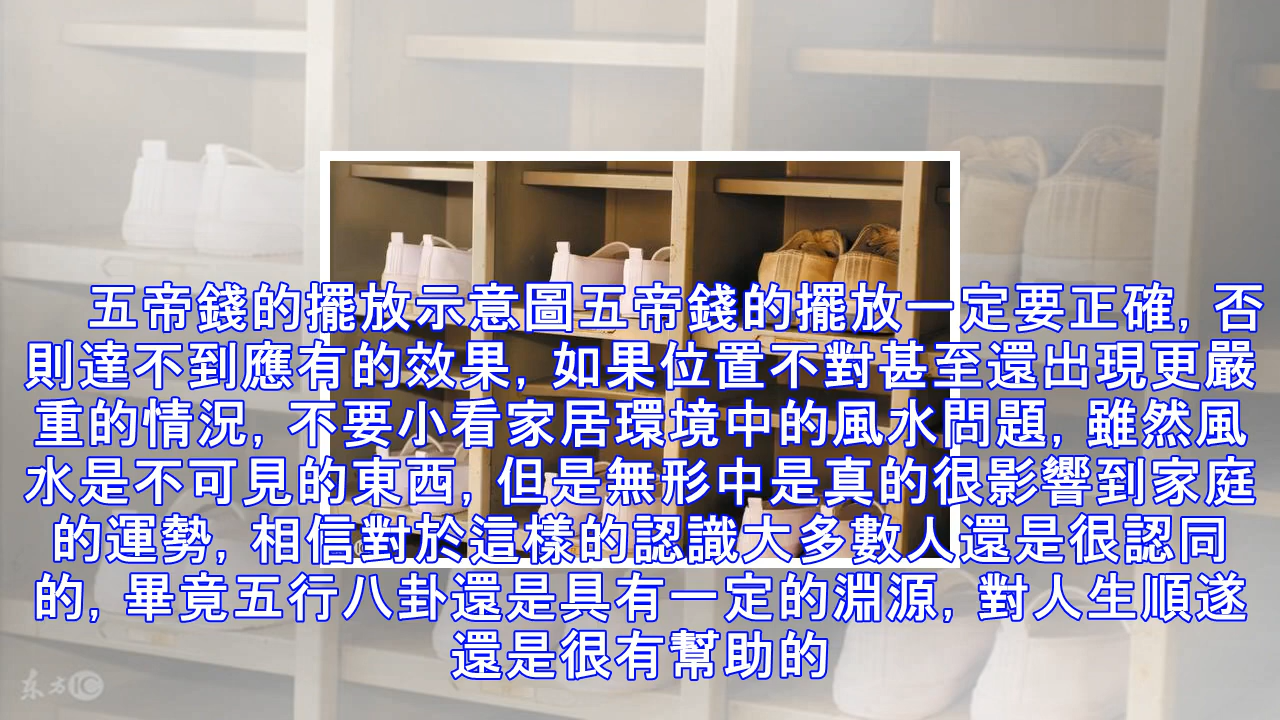 五帝錢的擺放示意圖五帝錢的擺放一定要正確, 否
則達不到應有的效果, 如果位置不對甚至還出現更嚴
重的情況, 不要小看家居環境中的風水問題, 雖然風
水是不可見的東西, 但是無形中是真的很影響到家庭
的運勢, 相信對於這樣的認識大多數人還是很認同
的, 畢竟五行八卦還是具有一定的淵源, 對人生順遂
還是很有幫助的
东方IC